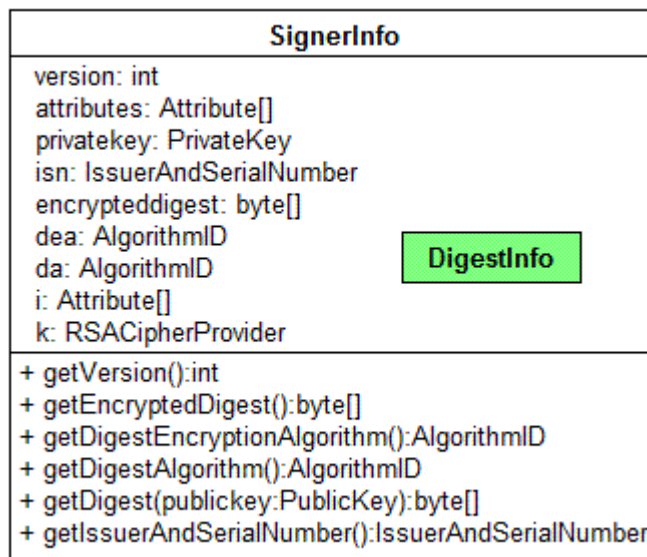 SignerInfo
version: int
attributes: Attribute[]
privatekey: PrivateKey
isn: IssuerAndSerialNumber
encrypteddigest: byte[]
dea: AlgorithmID
da: AlgorithmID
DigestInfo
i: Attribute[]
k: RSACipherProvider
+ getVersion():int
+ getEncryptedDigest():byte[]
+ getDigestEncryptionAlgorithm():AlgorithmID
+ getDigestAlgorithm():AlgorithmID
+ getDigest(publickey:PublicKey):byte[]
+ getIssuerAndSerialNumber():IssuerAndSerialNumber